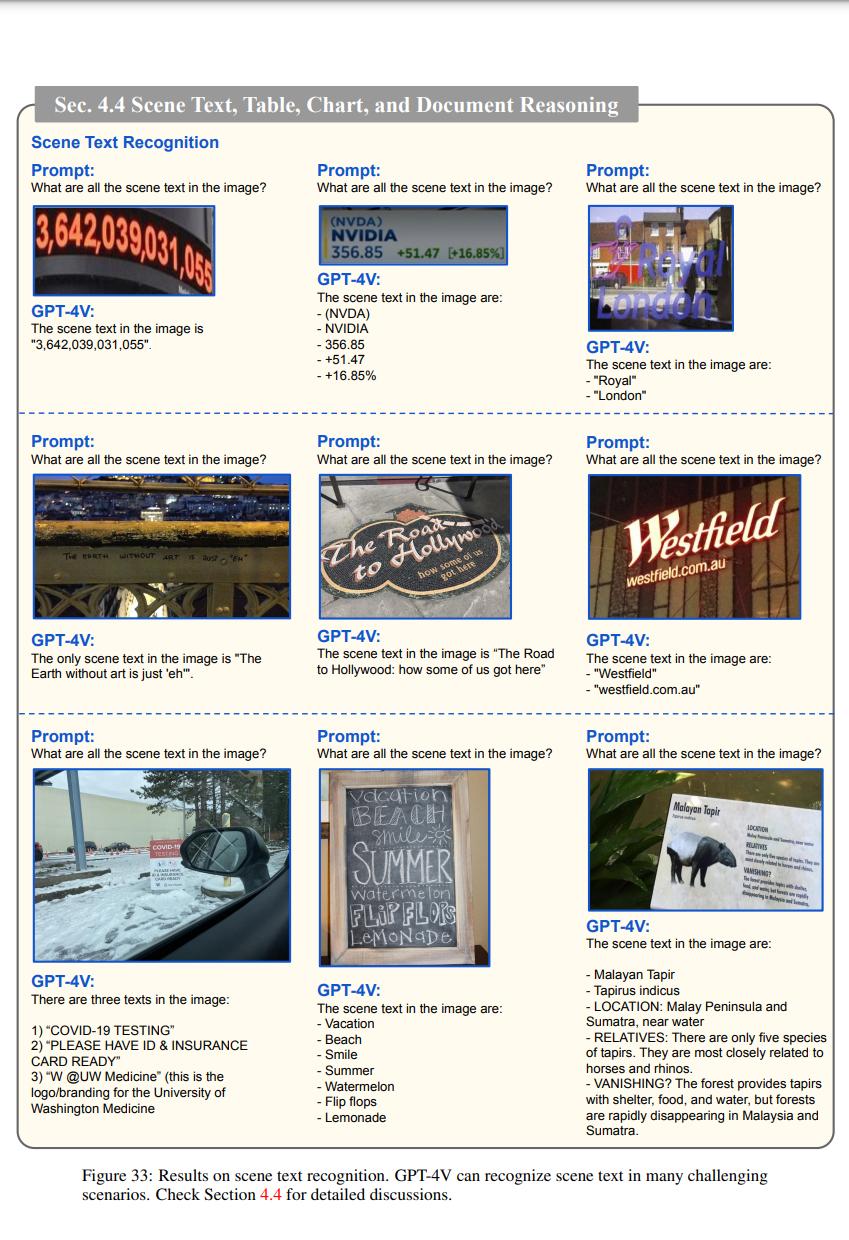 Sec. 4.4 Scene Text, Table, Chart, and Document Reasoning
Scene Text Recognition
Prompt:
What are all the scene text in the image?
3,642,039,031,055
GPT-4V:
The scene text in the image is
"3,642,039,031,055".
Prompt:
What are all the scene text in the image?
(NVDA)
NVIDIA
356.85 +51.47 [+16.85%]
GPT-4V:
The scene text in the image are:
- (NVDA)
- NVIDIA
- 356.85
- +51.47
- +16.85%
Prompt:
What are all the scene text in the image?
Royal
London
GPT-4V:
The scene text in the image are:
- "Royal"
- "London"
Prompt:
What are all the scene text in the image?
THE EARTH WITHOUT ART IS JUST "EH"
GPT-4V:
The only scene text in the image is "The
Earth without art is just 'eh'".
Prompt:
What are all the scene text in the image?
The Road
to Hollywood
how some of us
got here
GPT-4V:
The scene text in the image is “The Road
to Hollywood: how some of us got here”
Prompt:
What are all the scene text in the image?
Westfield
westfield.com.au
GPT-4V:
The scene text in the image are:
- "Westfield"
- "westfield.com.au"
Prompt:
What are all the scene text in the image?
COVID-19
TESTING
PLEASE HAVE
ID & INSURANCE
CARD READY
GPT-4V:
There are three texts in the image:
1) “COVID-19 TESTING”
2) “PLEASE HAVE ID & INSURANCE
CARD READY”
3) “W @UW Medicine” (this is the
logo/branding for the University of
Washington Medicine
Prompt:
What are all the scene text in the image?
vacation
BEACH
smile
SUMMER
watermelon
FLIP FLOPS
LeMONaDe
GPT-4V:
The scene text in the image are:
- Vacation
- Beach
- Smile
- Summer
- Watermelon
- Flip flops
- Lemonade
Prompt:
What are all the scene text in the image?
Malayan Tapir
Tapirus indicus
LOCATION
Malay Peninsula and Sumatra, near water
RELATIVES
There are only five species of tapirs. They are
most closely related to horses and rhinos.
VANISHING?
The forest provides tapirs with shelter,
food, and water, but forests are rapidly
disappearing in Malaysia and Sumatra.
GPT-4V:
The scene text in the image are:
- Malayan Tapir
- Tapirus indicus
- LOCATION: Malay Peninsula and
Sumatra, near water
- RELATIVES: There are only five species
of tapirs. They are most closely related to
horses and rhinos.
- VANISHING? The forest provides tapirs
with shelter, food, and water, but forests
are rapidly disappearing in Malaysia and
Sumatra.
Figure 33: Results on scene text recognition. GPT-4V can recognize scene text in many challenging
scenarios. Check Section 4.4 for detailed discussions.